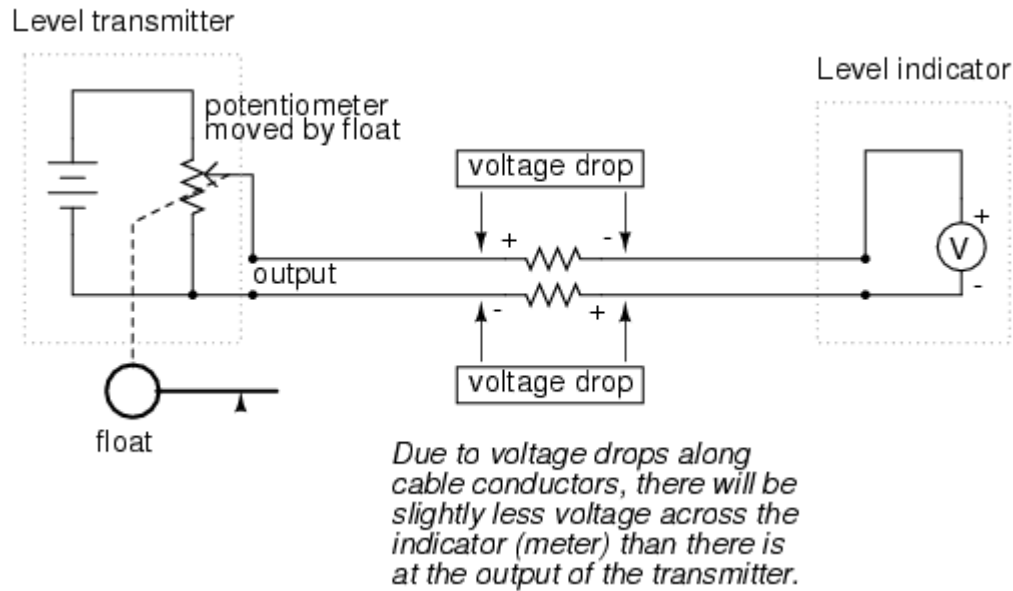 Level transmitter
Level indicator
potentiometer
moved by float
voltage drop
+ -
+
V
-
output
- +
voltage drop
float
Due to voltage drops along
cable conductors, there will be
slightly less voltage across the
indicator (meter) than there is
at the output of the transmitter.